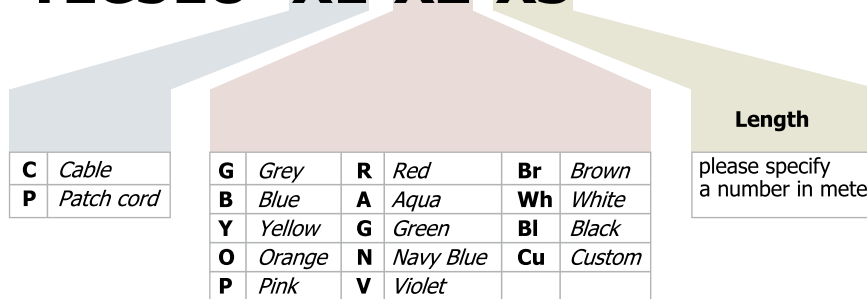 Length
C Cable
P Patch cord
G Grey R Red Br Brown
B Blue A Aqua Wh White
Y Yellow G Green Bl Black
O Orange N Navy Blue Cu Custom
P Pink V Violet
please specify
a number in mete